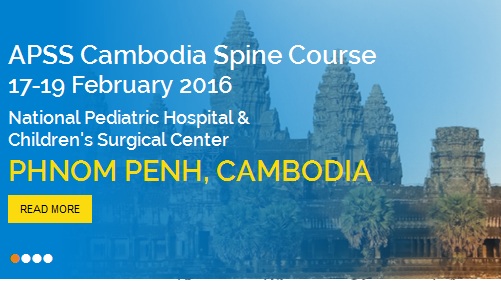 APSS Cambodia Spine Course
17-19 February 2016
National Pediatric Hospital &
Children's Surgical Center
PHNOM PENH, CAMBODIA
READ MORE